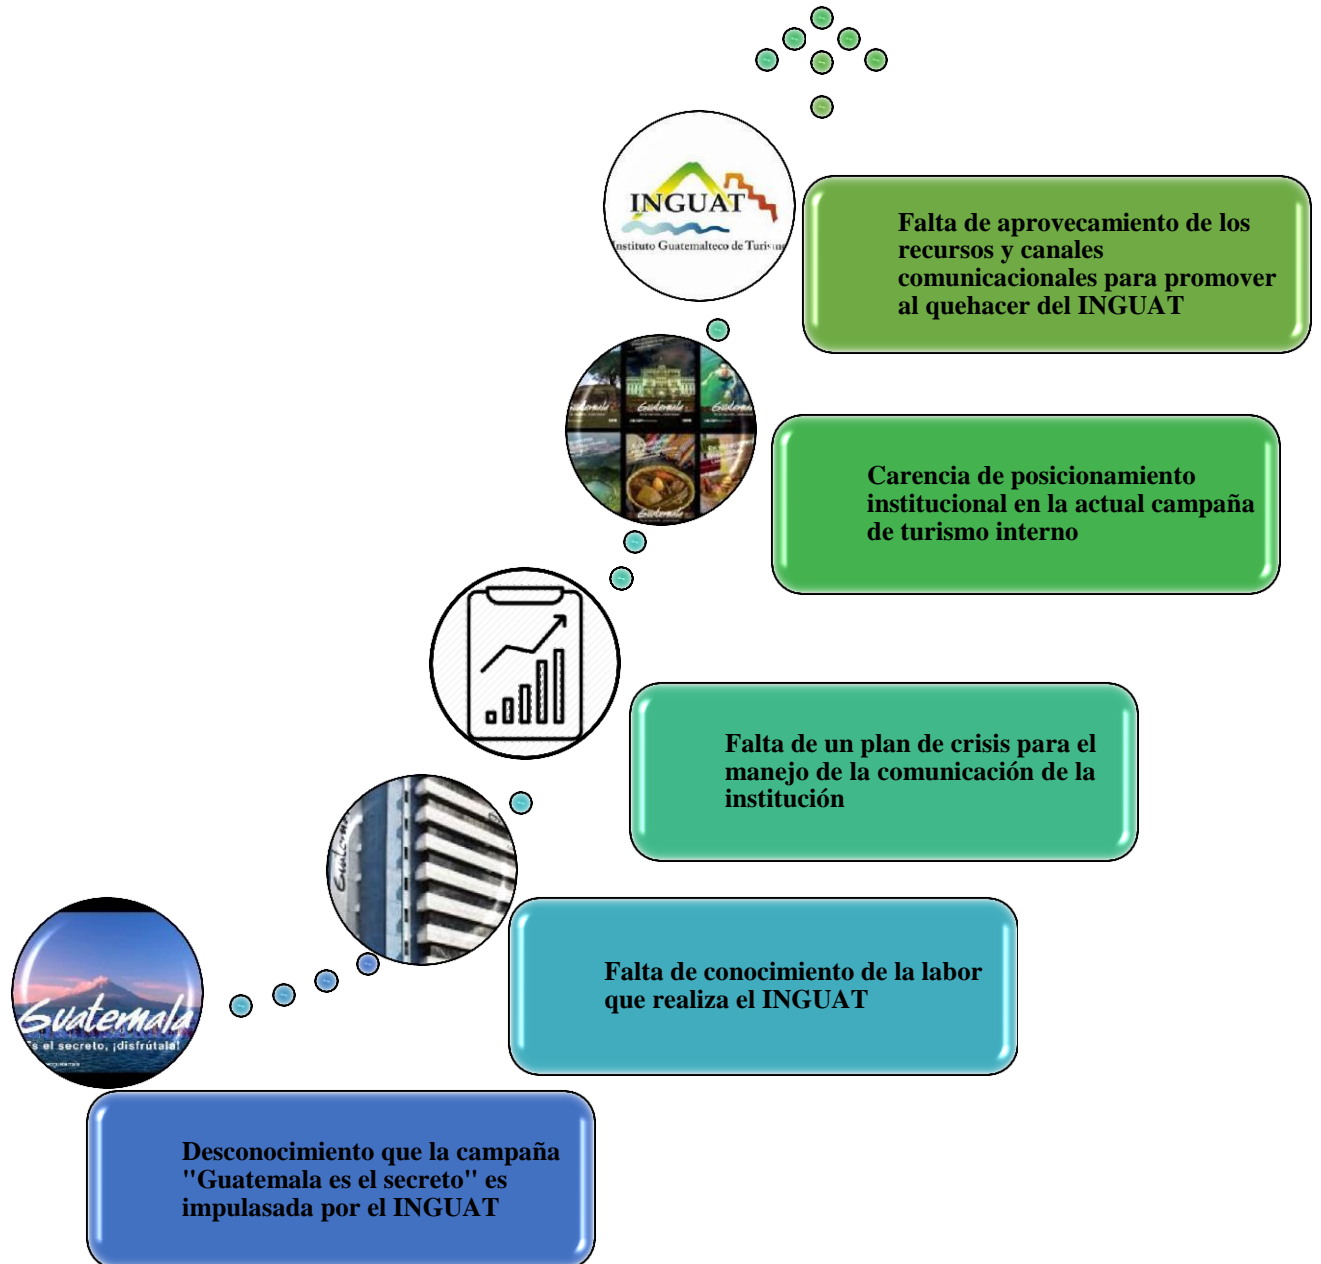 INGUAT
Instituto Guatemalteco de Turismo
Falta de aprovecamiento de los
recursos y canales
comunicacionales para promover
al quehacer del INGUAT
Guatemala
Guatemala
Guatemala
Guatemala
Carencia de posicionamiento
institucional en la actual campaña
de turismo interno
Falta de un plan de crisis para el
manejo de la comunicación de la
institución
Falta de conocimiento de la labor
que realiza el INGUAT
Guatemala
Es el secreto, ¡disfrútala!
Desconocimiento que la campaña
"Guatemala es el secreto" es
impulasada por el INGUAT